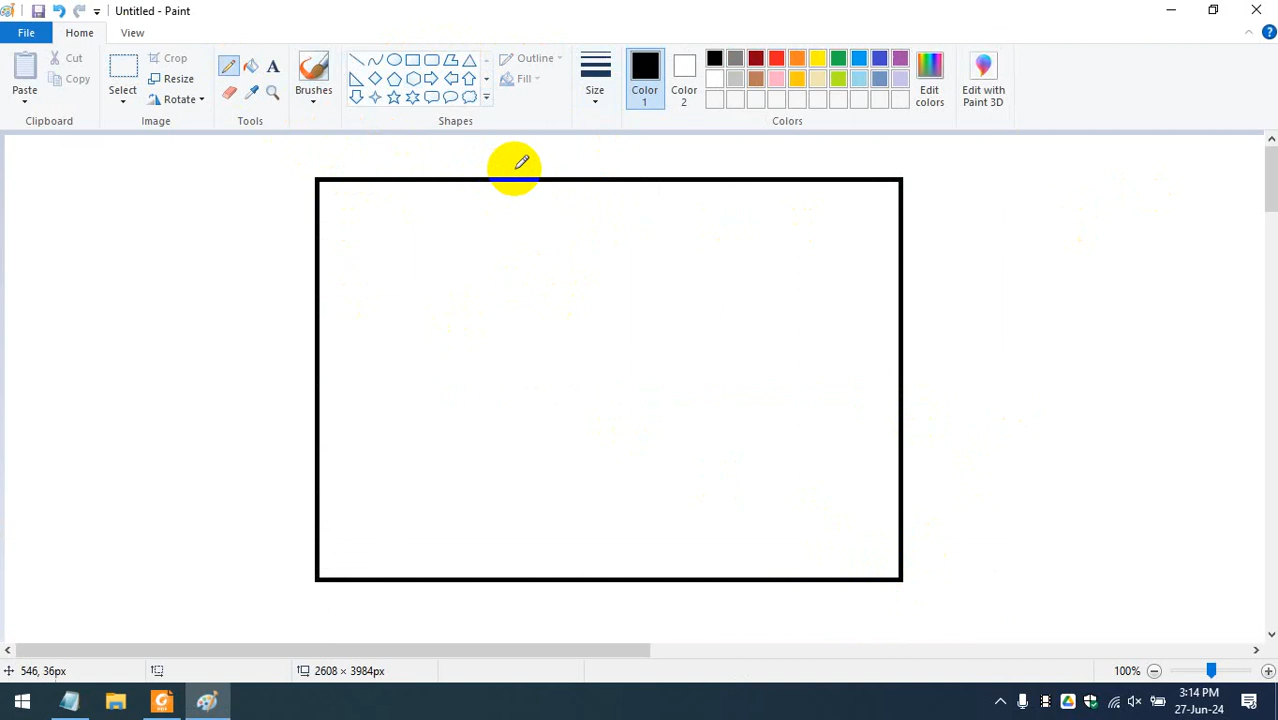 Untitled - Paint
File Home View
Paste
Cut
Copy
Clipboard
Select
Crop
Resize
Rotate
Image
A
Tools
Brushes
Outline
Fill
Shapes
Size
Color 1
Color 2
Edit colors
Colors
Edit with Paint 3D
546, 36px
2608 × 3984px
100%
PDF
3:14 PM
27-Jun-24